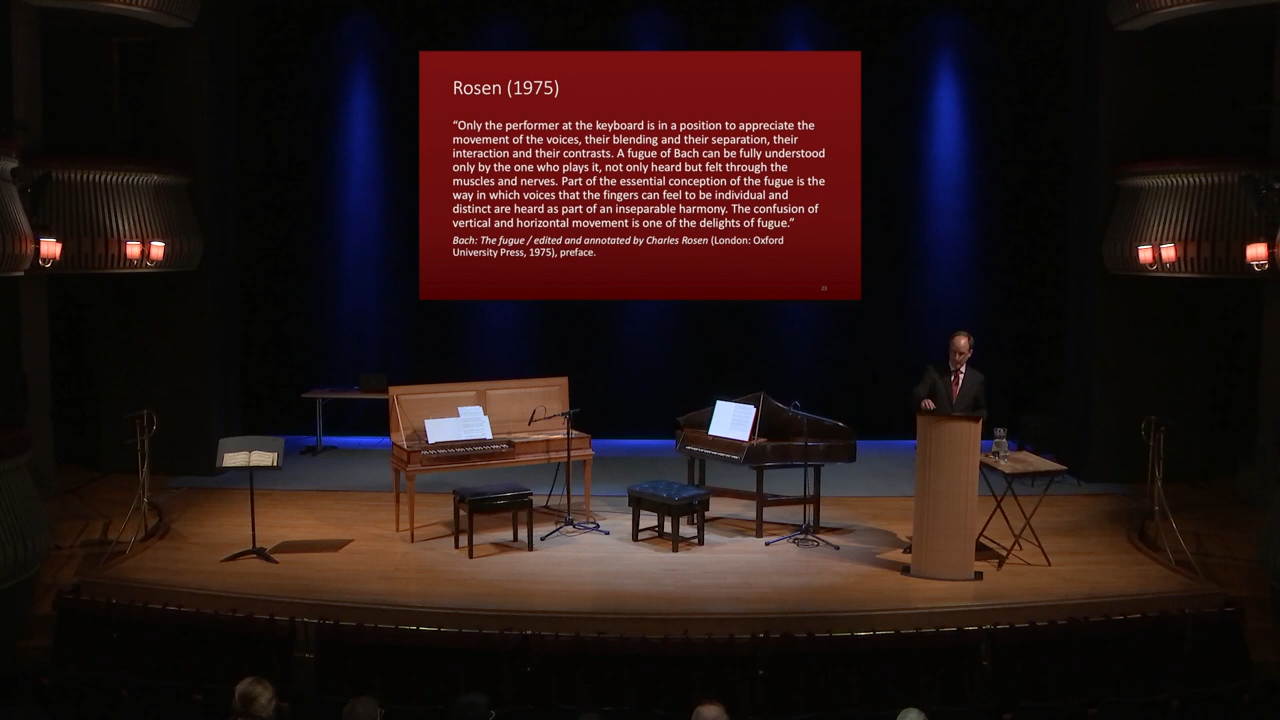 Rosen (1975)
“Only the performer at the keyboard is in a position to appreciate the
movement of the voices, their blending and their separation, their
interaction and their contrasts. A fugue of Bach can be fully understood
only by the one who plays it, not only heard but felt through the
muscles and nerves. Part of the essential conception of the fugue is the
way in which voices that the fingers can feel to be individual and
distinct are heard as part of an inseparable harmony. The confusion of
vertical and horizontal movement is one of the delights of fugue.”
Bach: The fugue / edited and annotated by Charles Rosen (London: Oxford
University Press, 1975), preface.